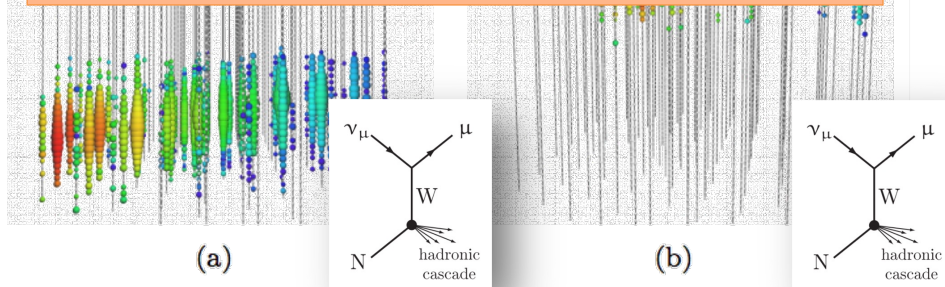 ν_μ μ
W
N
hadronic
cascade
(a)
ν_μ μ
W
N
hadronic
cascade
(b)